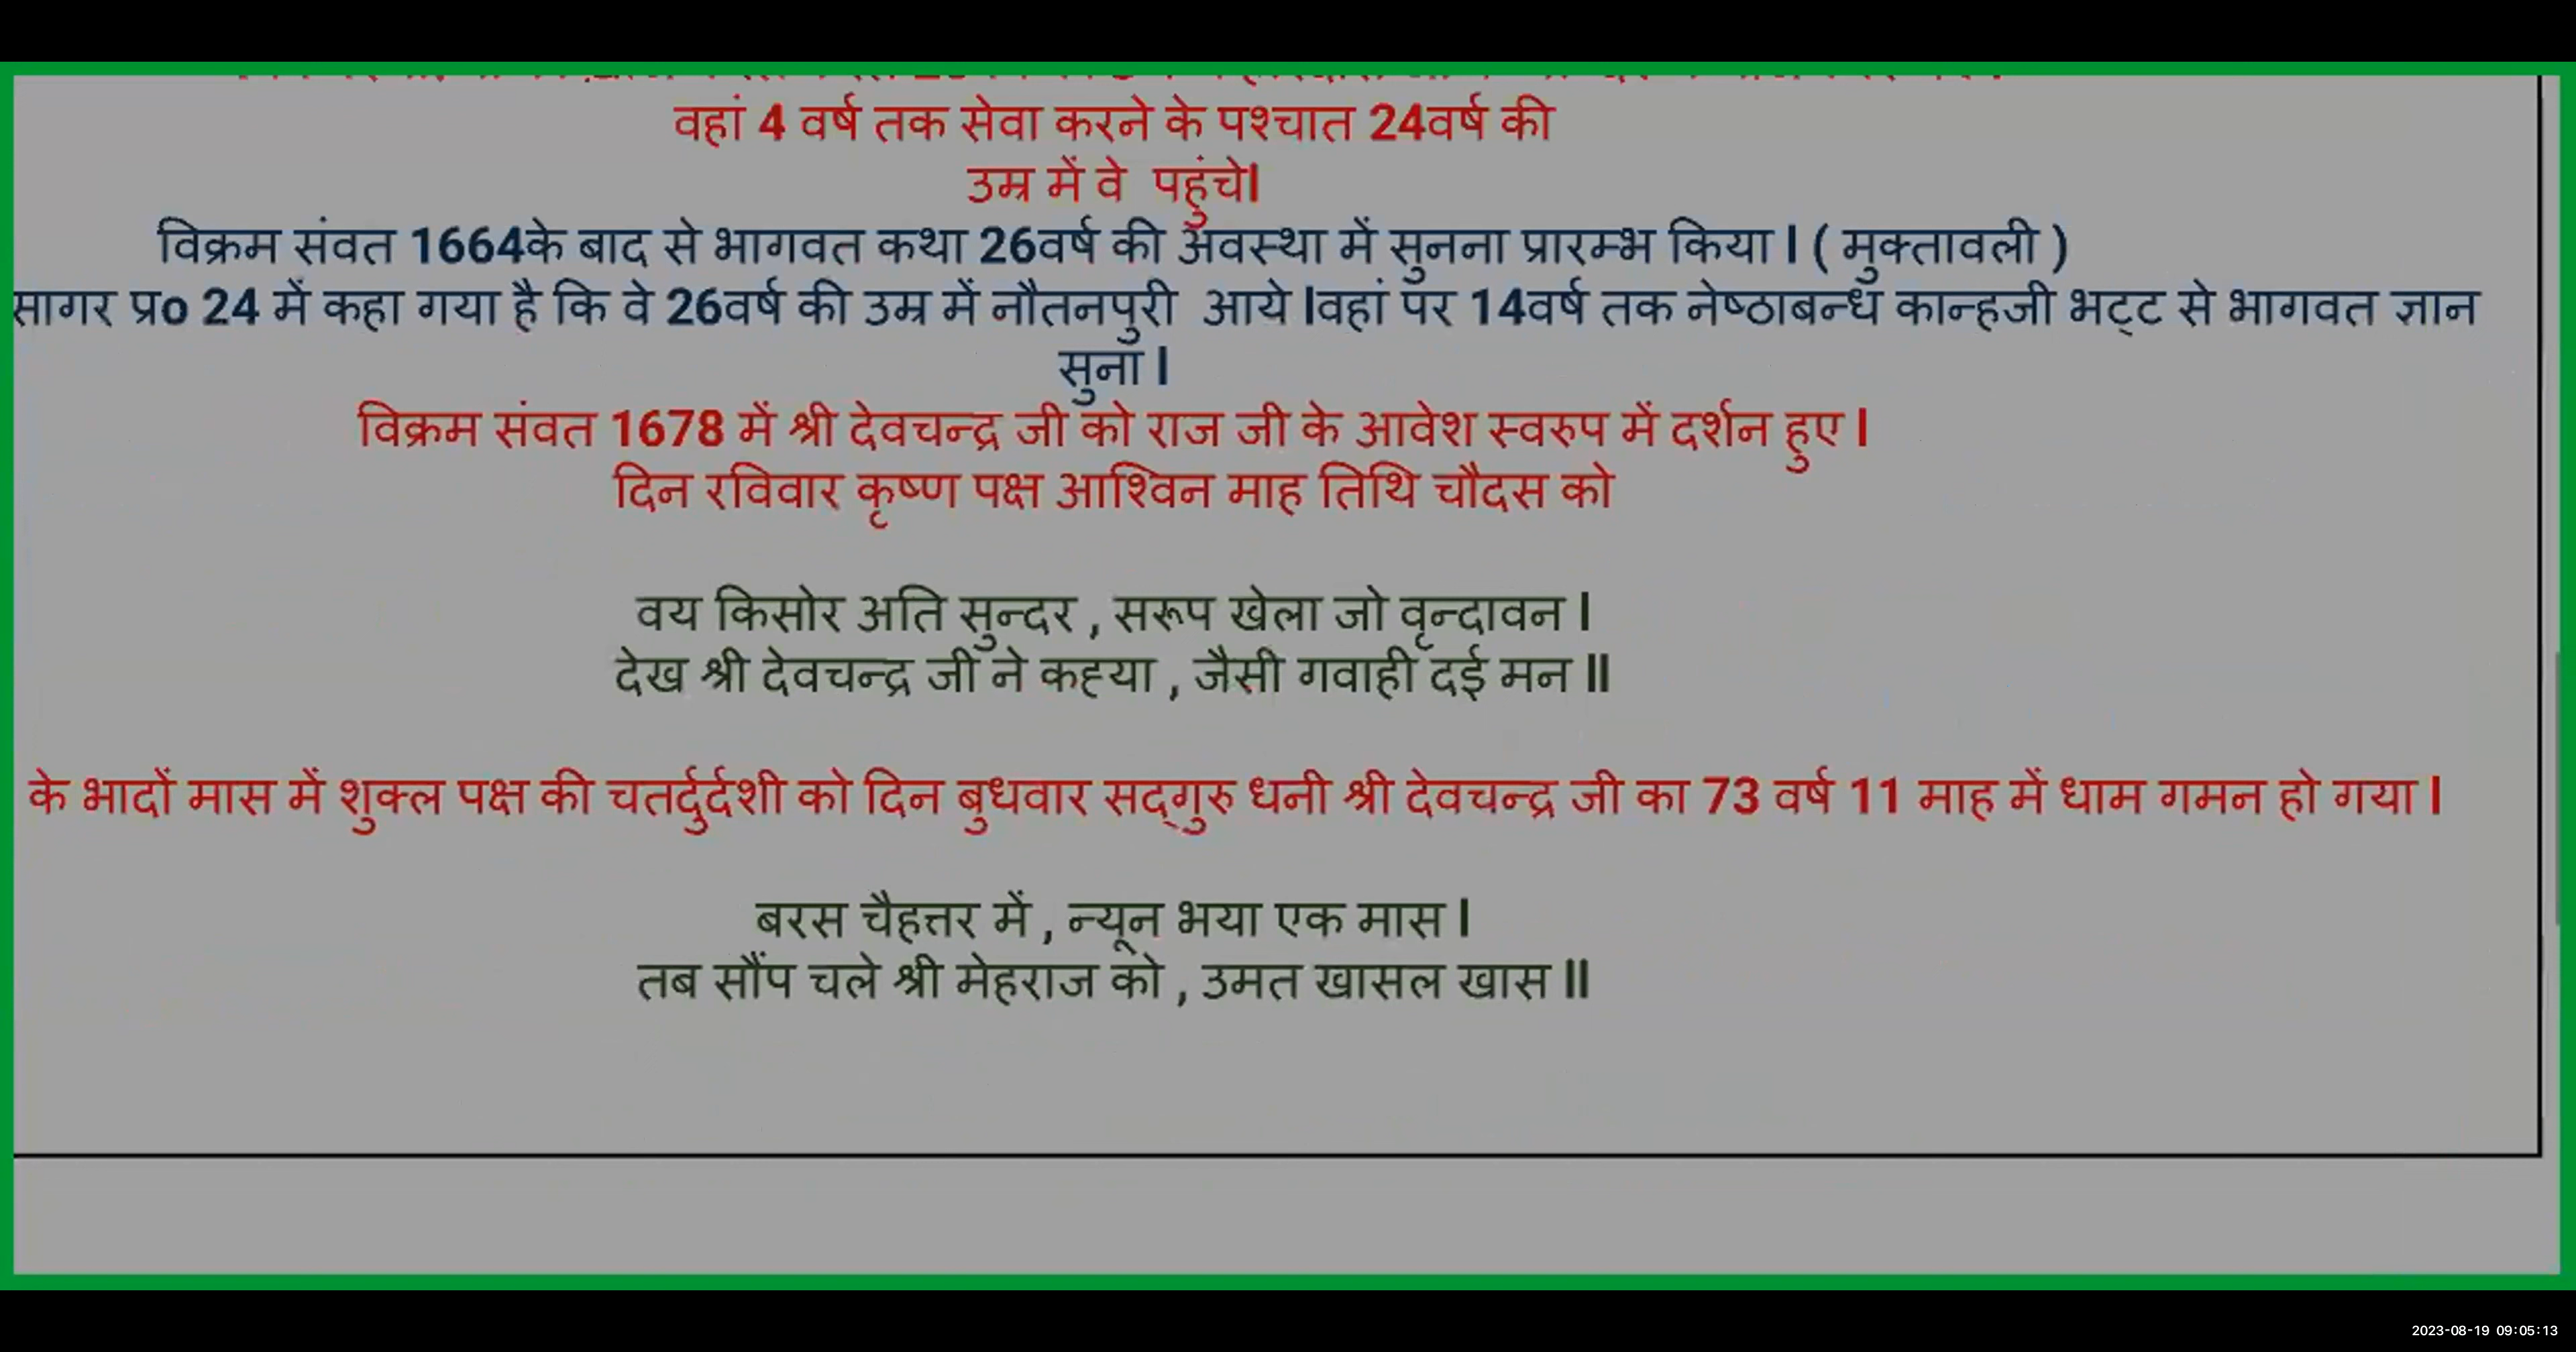 वहां 4 वर्ष तक सेवा करने के पश्चात 24वर्ष की
उम्र में वे पहुंचे।
विक्रम संवत 1664के बाद से भागवत कथा 26वर्ष की अवस्था में सुनना प्रारम्भ किया । ( मुक्तावली )
सागर प्र० 24 में कहा गया है कि वे 26वर्ष की उम्र में नौतनपुरी आये ।वहां पर 14वर्ष तक नेष्ठाबन्ध कान्हजी भट्ट से भागवत ज्ञान
सुना ।
विक्रम संवत 1678 में श्री देवचन्द्र जी को राज जी के आवेश स्वरुप में दर्शन हुए ।
दिन रविवार कृष्ण पक्ष आश्विन माह तिथि चौदस को
वय किसोर अति सुन्दर , सरूप खेला जो वृन्दावन ।
देख श्री देवचन्द्र जी ने कह्या , जैसी गवाही दई मन ॥
के भादों मास में शुक्ल पक्ष की चतर्दुर्दशी को दिन बुधवार सद्गुरु धनी श्री देवचन्द्र जी का 73 वर्ष 11 माह में धाम गमन हो गया ।
बरस चैहत्तर में , न्यून भया एक मास ।
तब सौंप चले श्री मेहराज को , उमत खासल खास ॥
2023-08-19 09:05:13